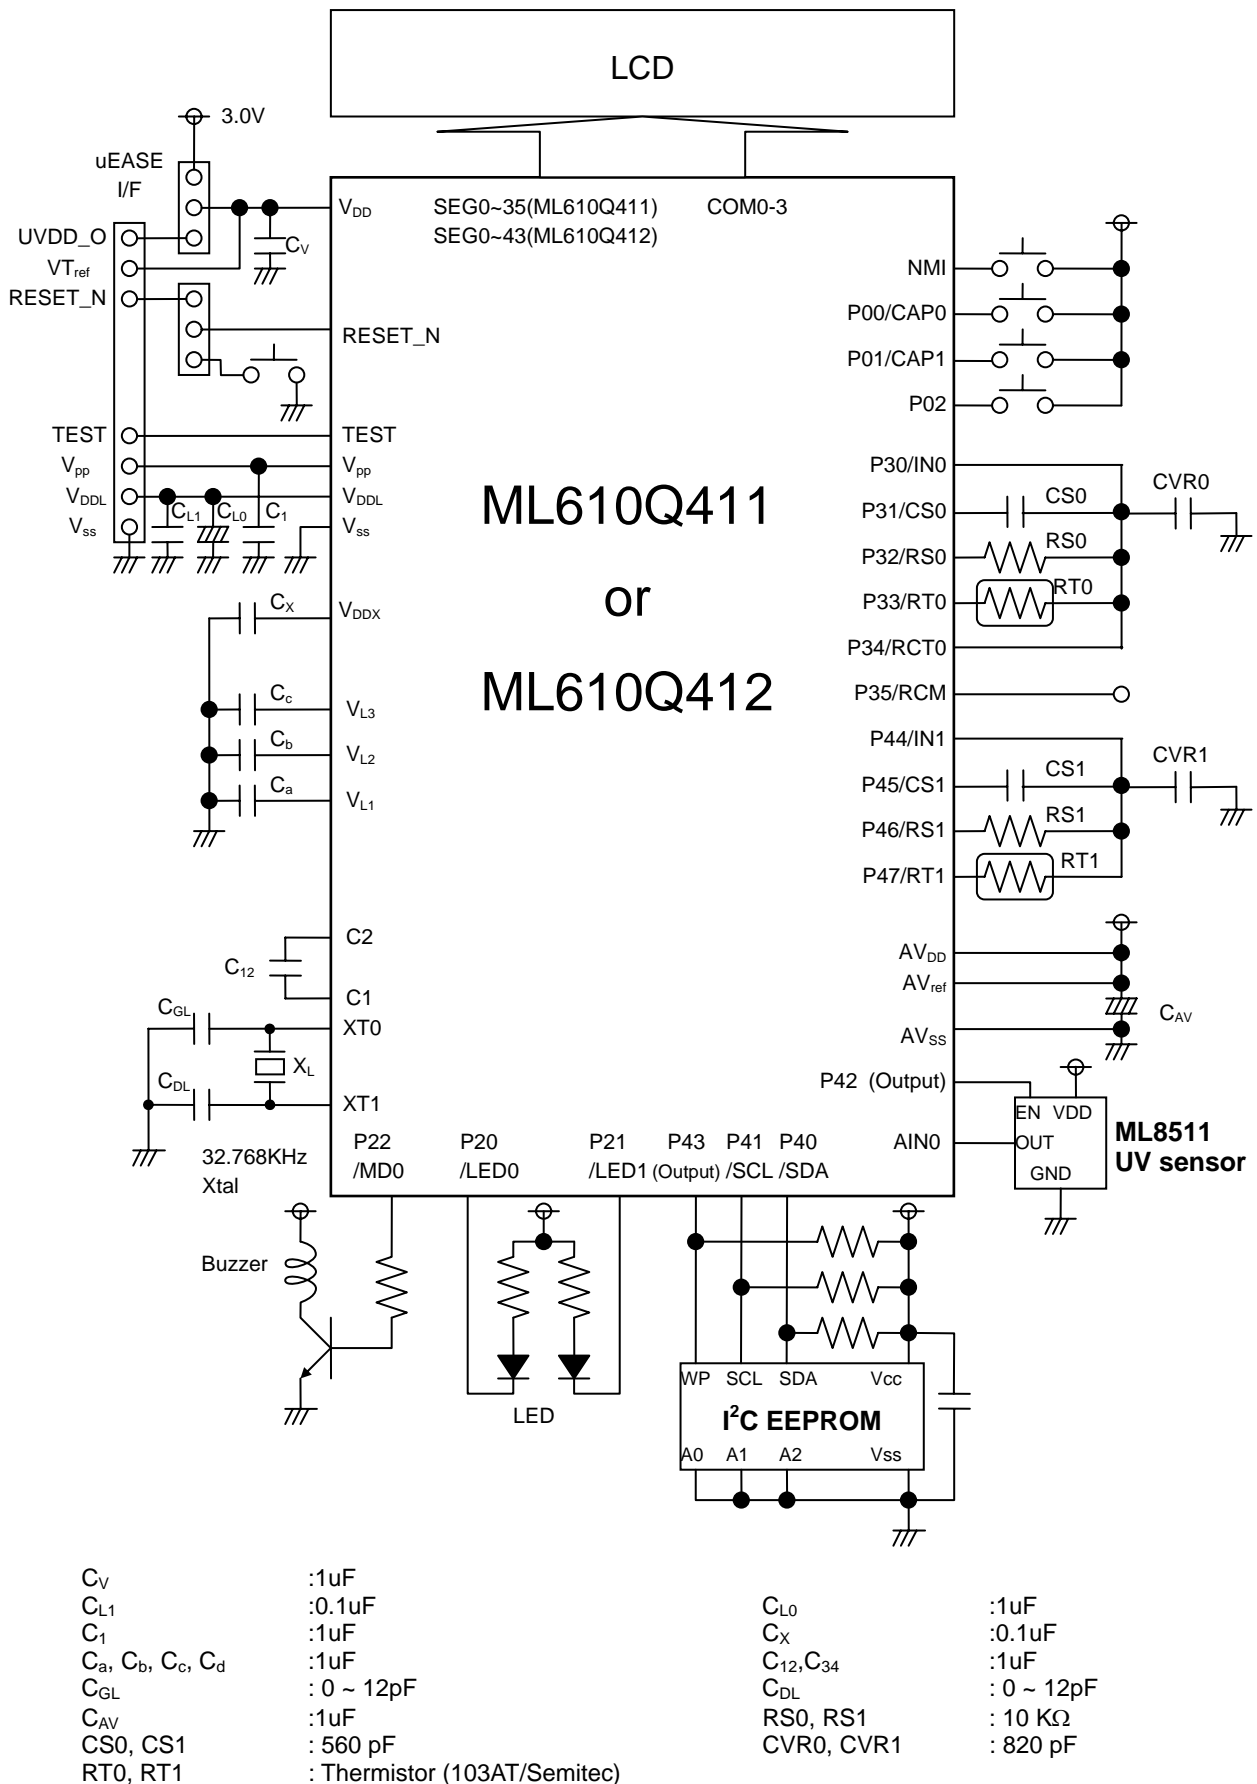 LCD
3.0V
uEASE
I/F
UVDD_O
VTref
RESET_N
TEST
Vpp
VDDL
Vss
CV
CL1
CL0
C1
VDD
RESET_N
TEST
Vpp
VDDL
Vss
SEG0~35(ML610Q411)
COM0-3
SEG0~43(ML610Q412)
ML610Q411
or
ML610Q412
NMI
P00/CAP0
P01/CAP1
P02
P30/IN0
P31/CS0
CS0
CVR0
P32/RS0
RS0
P33/RT0
RT0
P34/RCT0
P35/RCM
P44/IN1
P45/CS1
CS1
CVR1
P46/RS1
RS1
P47/RT1
RT1
CX
VDDX
Cc
VL3
Cb
VL2
Ca
VL1
C2
C12
C1
CGL
XT0
XL
CDL
XT1
32.768KHz
Xtal
AVDD
AVref
CAV
AVSS
P42 (Output)
AIN0
EN VDD
OUT
GND
ML8511
UV sensor
P22
/MD0
P20
/LED0
P21
/LED1
P43
(Output)
P41
/SCL
P40
/SDA
Buzzer
LED
WP SCL SDA Vcc
I²C EEPROM
A0 A1 A2 Vss
CV :1uF
CL1 :0.1uF
C1 :1uF
Ca, Cb, Cc, Cd :1uF
CGL : 0 ~ 12pF
CAV :1uF
CS0, CS1 : 560 pF
RT0, RT1 : Thermistor (103AT/Semitec)
CL0 :1uF
CX :0.1uF
C12,C34 :1uF
CDL : 0 ~ 12pF
RS0, RS1 : 10 KΩ
CVR0, CVR1 : 820 pF